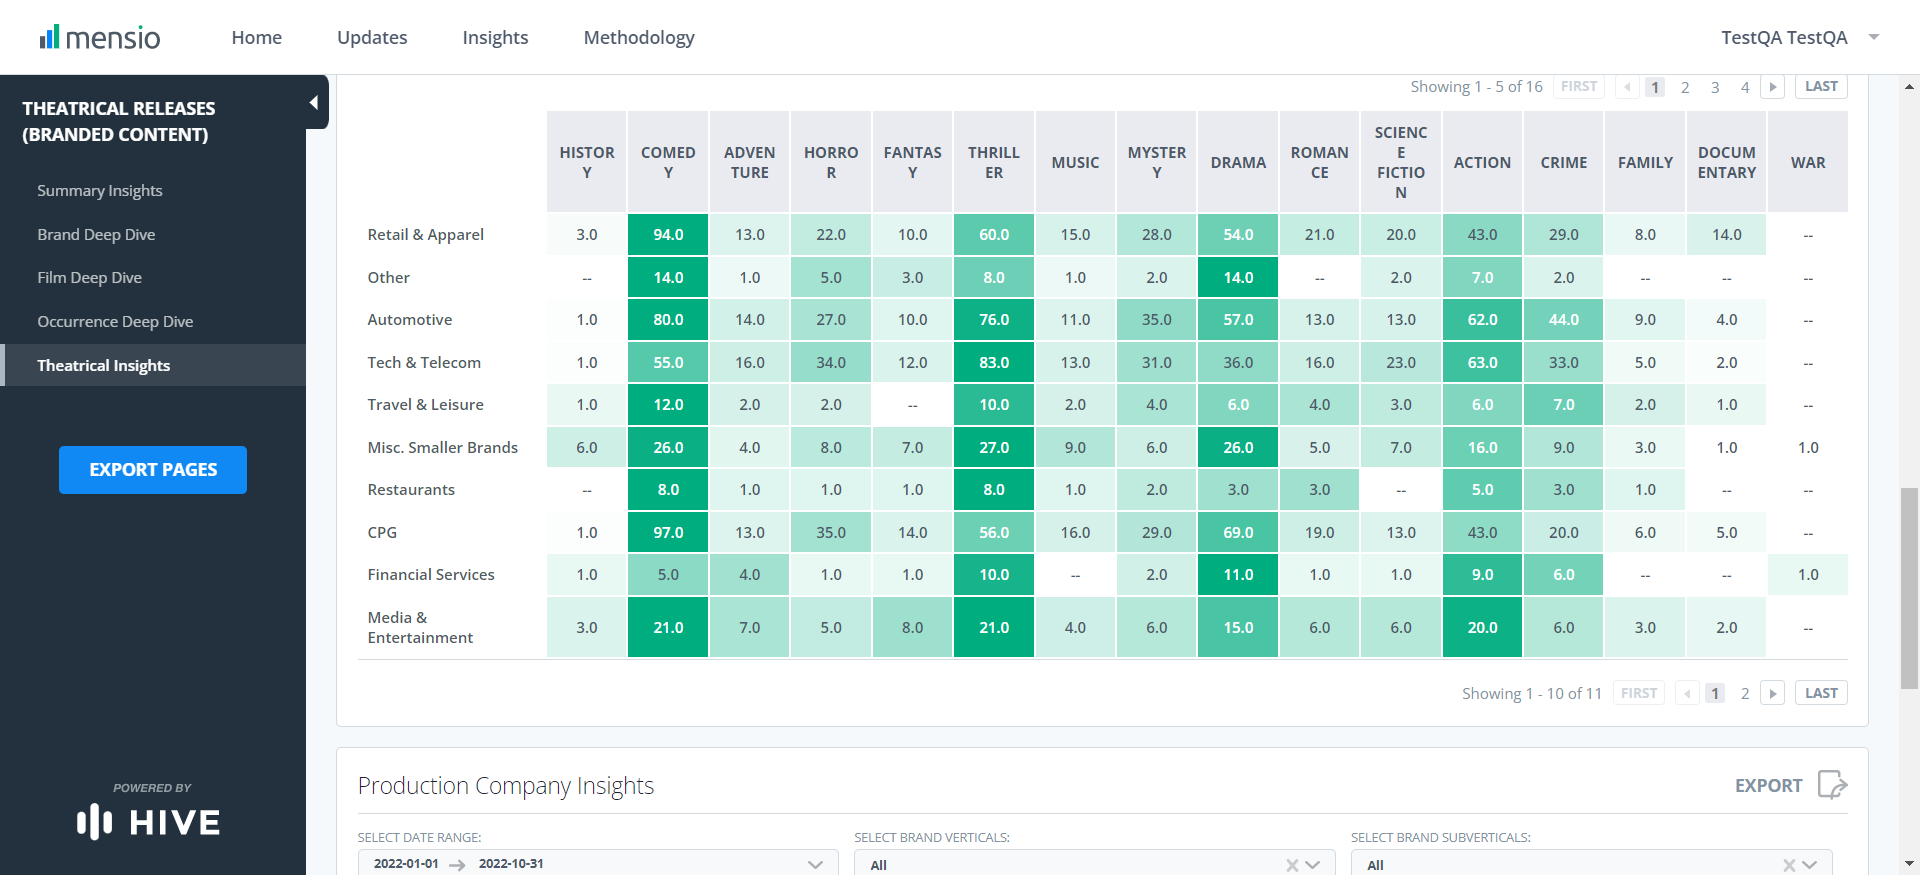 mensio
Home
Updates
Insights
Methodology
TestQA TestQA
THEATRICAL RELEASES
(BRANDED CONTENT)
Summary Insights
Brand Deep Dive
Film Deep Dive
Occurrence Deep Dive
Theatrical Insights
EXPORT PAGES
POWERED BY
HIVE
Showing 1 - 5 of 16 FIRST 1 2 3 4 LAST
HISTOR
Y
COMED
Y
ADVEN
TURE
HORRO
R
FANTAS
Y
THRILL
ER
MUSIC
MYSTER
Y
DRAMA
ROMAN
CE
SCIENC
E
FICTIO
N
ACTION
CRIME
FAMILY
DOCUM
ENTARY
WAR
Retail & Apparel 3.0 94.0 13.0 22.0 10.0 60.0 15.0 28.0 54.0 21.0 20.0 43.0 29.0 8.0 14.0 --
Other -- 14.0 1.0 5.0 3.0 8.0 1.0 2.0 14.0 -- 2.0 7.0 2.0 -- -- --
Automotive 1.0 80.0 14.0 27.0 10.0 76.0 11.0 35.0 57.0 13.0 13.0 62.0 44.0 9.0 4.0 --
Tech & Telecom 1.0 55.0 16.0 34.0 12.0 83.0 13.0 31.0 36.0 16.0 23.0 63.0 33.0 5.0 2.0 --
Travel & Leisure 1.0 12.0 2.0 2.0 -- 10.0 2.0 4.0 6.0 4.0 3.0 6.0 7.0 2.0 1.0 --
Misc. Smaller Brands 6.0 26.0 4.0 8.0 7.0 27.0 9.0 6.0 26.0 5.0 7.0 16.0 9.0 3.0 1.0 1.0
Restaurants -- 8.0 1.0 1.0 1.0 8.0 1.0 2.0 3.0 3.0 -- 5.0 3.0 1.0 -- --
CPG 1.0 97.0 13.0 35.0 14.0 56.0 16.0 29.0 69.0 19.0 13.0 43.0 20.0 6.0 5.0 --
Financial Services 1.0 5.0 4.0 1.0 1.0 10.0 -- 2.0 11.0 1.0 1.0 9.0 6.0 -- -- 1.0
Media &
Entertainment 3.0 21.0 7.0 5.0 8.0 21.0 4.0 6.0 15.0 6.0 6.0 20.0 6.0 3.0 2.0 --
Showing 1 - 10 of 11 FIRST 1 2 LAST
Production Company Insights
EXPORT
SELECT DATE RANGE:
2022-01-01 → 2022-10-31
SELECT BRAND VERTICALS:
All
SELECT BRAND SUBVERTICALS:
All